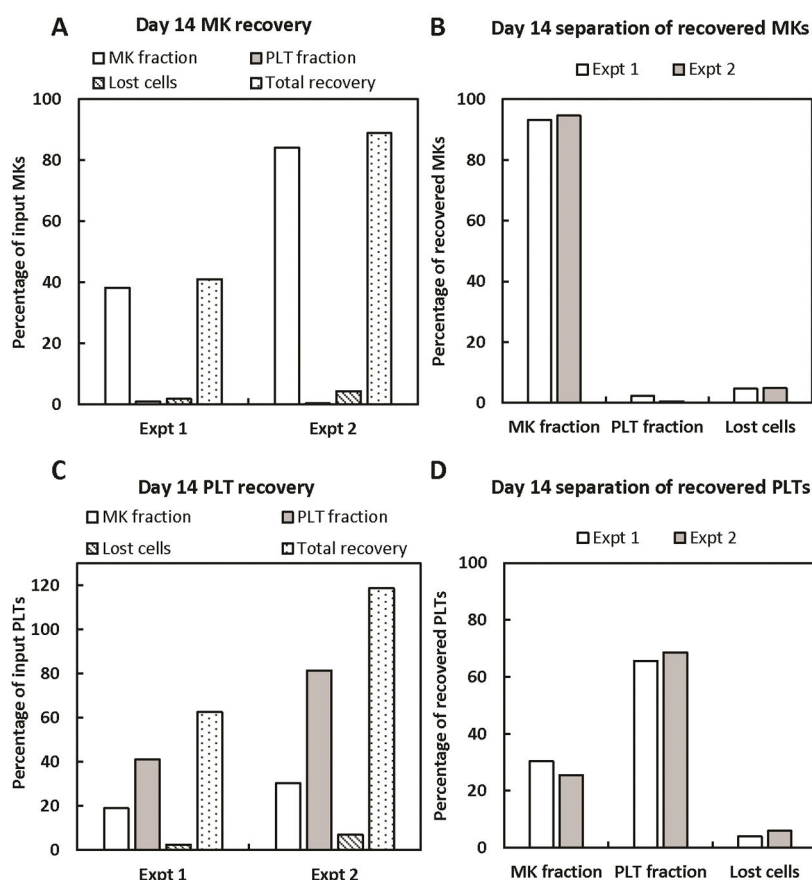 A
Day 14 MK recovery
MK fraction PLT fraction
Lost cells Total recovery
Percentage of input MKs
100
80
60
40
20
0
Expt 1 Expt 2
B
Day 14 separation of recovered MKs
Expt 1 Expt 2
Percentage of recovered MKs
100
80
60
40
20
0
MK fraction PLT fraction Lost cells
C
Day 14 PLT recovery
MK fraction PLT fraction
Lost cells Total recovery
Percentage of input PLTs
120
100
80
60
40
20
0
Expt 1 Expt 2
D
Day 14 separation of recovered PLTs
Expt 1 Expt 2
Percentage of recovered PLTs
100
80
60
40
20
0
MK fraction PLT fraction Lost cells